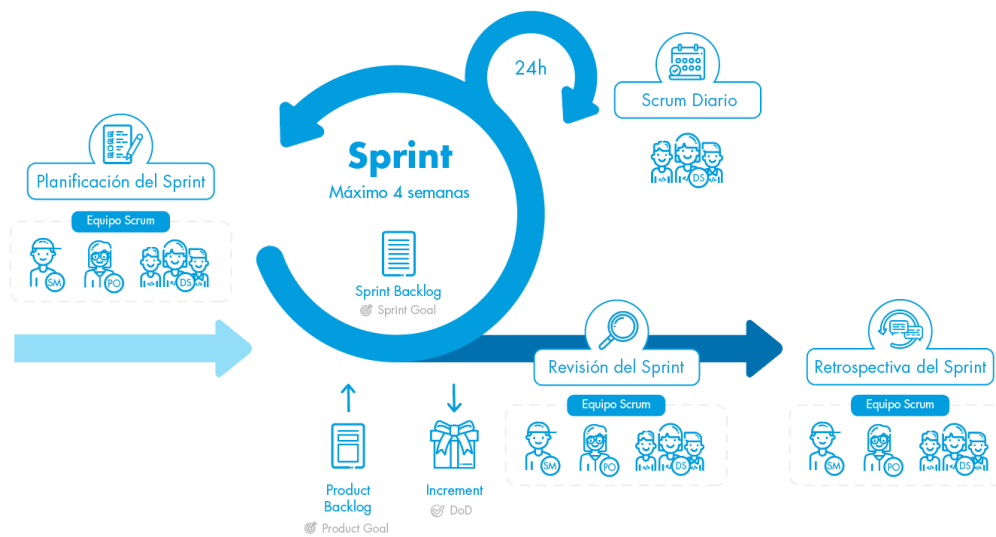 24h
Scrum Diario
DS
Sprint
Máximo 4 semanas
Planificación del Sprint
Equipo Scrum
SM
PO
DS
Sprint Backlog
Sprint Goal
Revisión del Sprint
Equipo Scrum
SM
PO
DS
Retrospectiva del Sprint
Equipo Scrum
SM
PO
DS
Product
Backlog
Product Goal
Increment
DoD